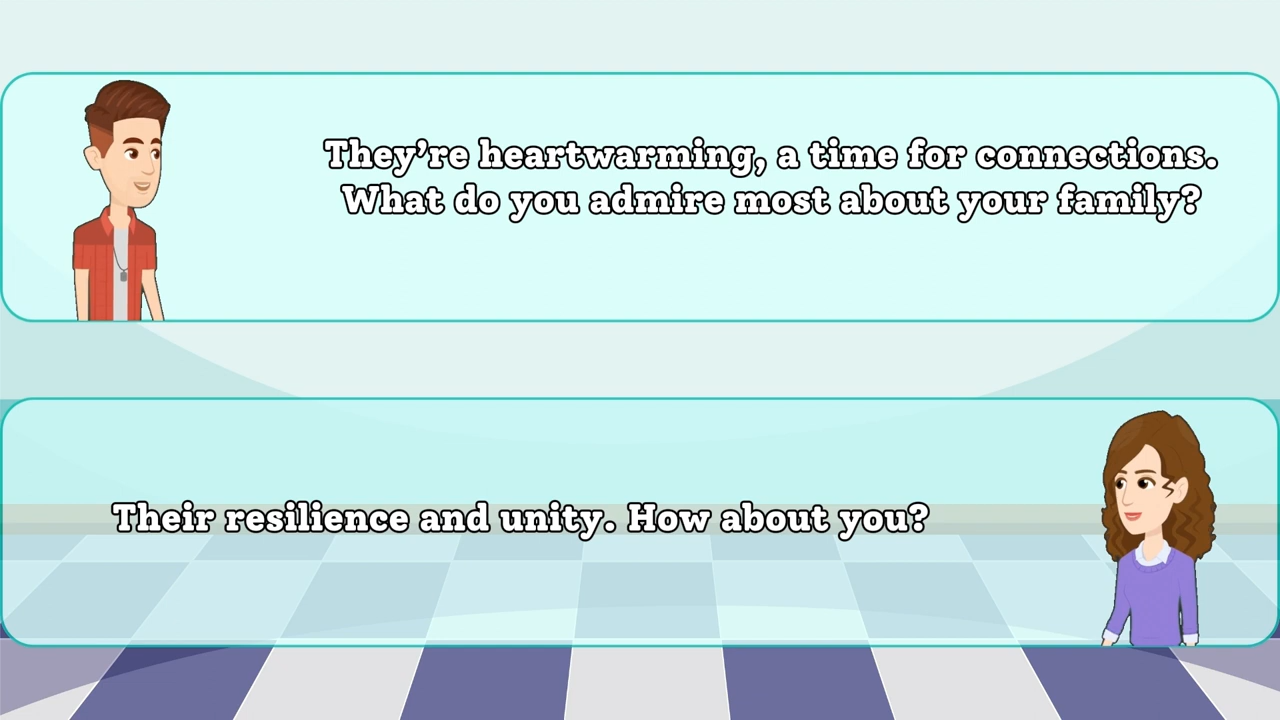 They’re heartwarming, a time for connections.
What do you admire most about your family?
Their resilience and unity. How about you?